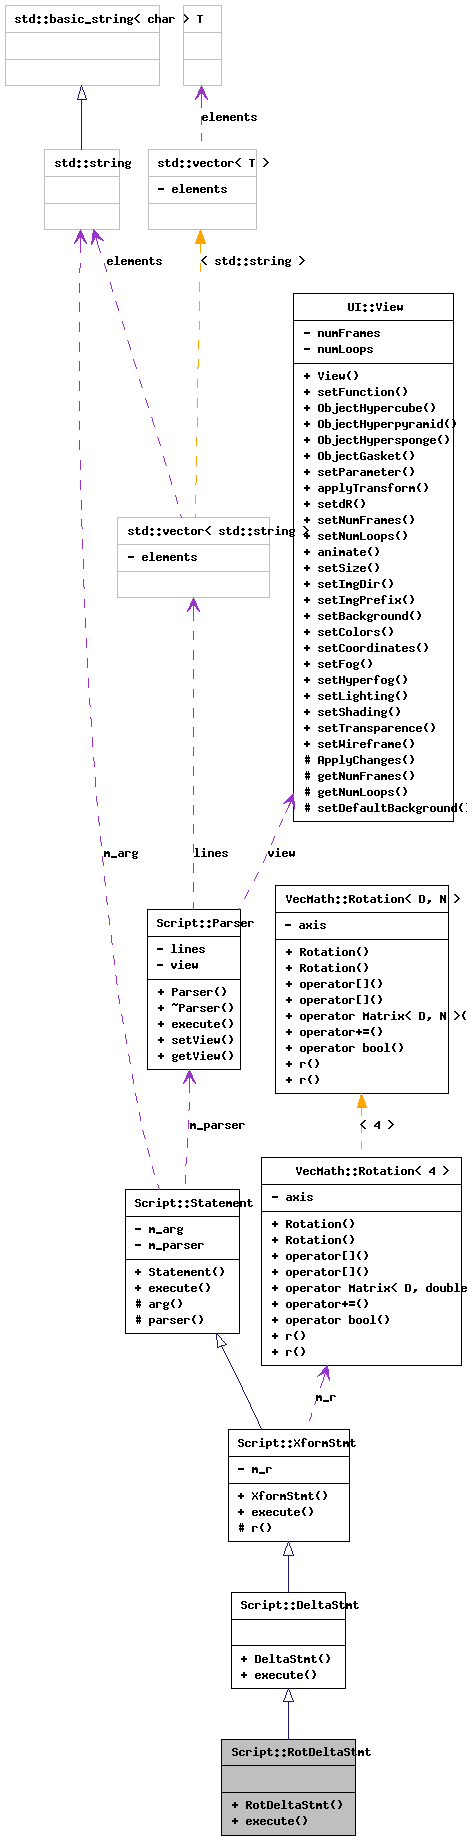 std::basic_string< char >
T
elements
std::string
std::vector< T >
- elements
elements
< std::string >
UI::View
- numFrames
- numLoops
+ View()
+ setFunction()
+ ObjectHypercube()
+ ObjectHyperpyramid()
+ ObjectHypersponge()
+ ObjectGasket()
+ setParameter()
+ applyTransform()
+ setdR()
+ setNumFrames()
+ setNumLoops()
+ animate()
+ setSize()
+ setImgDir()
+ setImgPrefix()
+ setBackground()
+ setColors()
+ setCoordinates()
+ setFog()
+ setHyperfog()
+ setLighting()
+ setShading()
+ setTransparence()
+ setWireframe()
# ApplyChanges()
# getNumFrames()
# getNumLoops()
# setDefaultBackground()
std::vector< std::string >
- elements
m_arg
lines
view
Script::Parser
- lines
- view
+ Parser()
+ ~Parser()
+ execute()
+ setView()
+ getView()
VecMath::Rotation< D, N >
- axis
+ Rotation()
+ Rotation()
+ operator[]()
+ operator[]()
+ operator Matrix< D, N >(
+ operator+=()
+ operator bool()
+ r()
+ r()
m_parser
< 4 >
Script::Statement
- m_arg
- m_parser
+ Statement()
+ execute()
# arg()
# parser()
VecMath::Rotation< 4 >
- axis
+ Rotation()
+ Rotation()
+ operator[]()
+ operator[]()
+ operator Matrix< D, double
+ operator+=()
+ operator bool()
+ r()
+ r()
m_r
Script::XformStmt
- m_r
+ XformStmt()
+ execute()
# r()
Script::DeltaStmt
+ DeltaStmt()
+ execute()
Script::RotDeltaStmt
+ RotDeltaStmt()
+ execute()